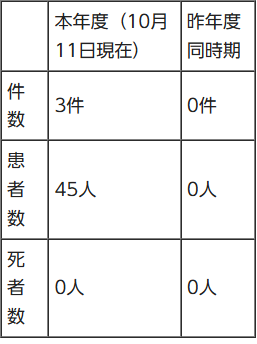 本年度（10月
11日現在）
昨年度
同時期
件
数
3件
0件
患
者
数
45人
0人
死
者
数
0人
0人